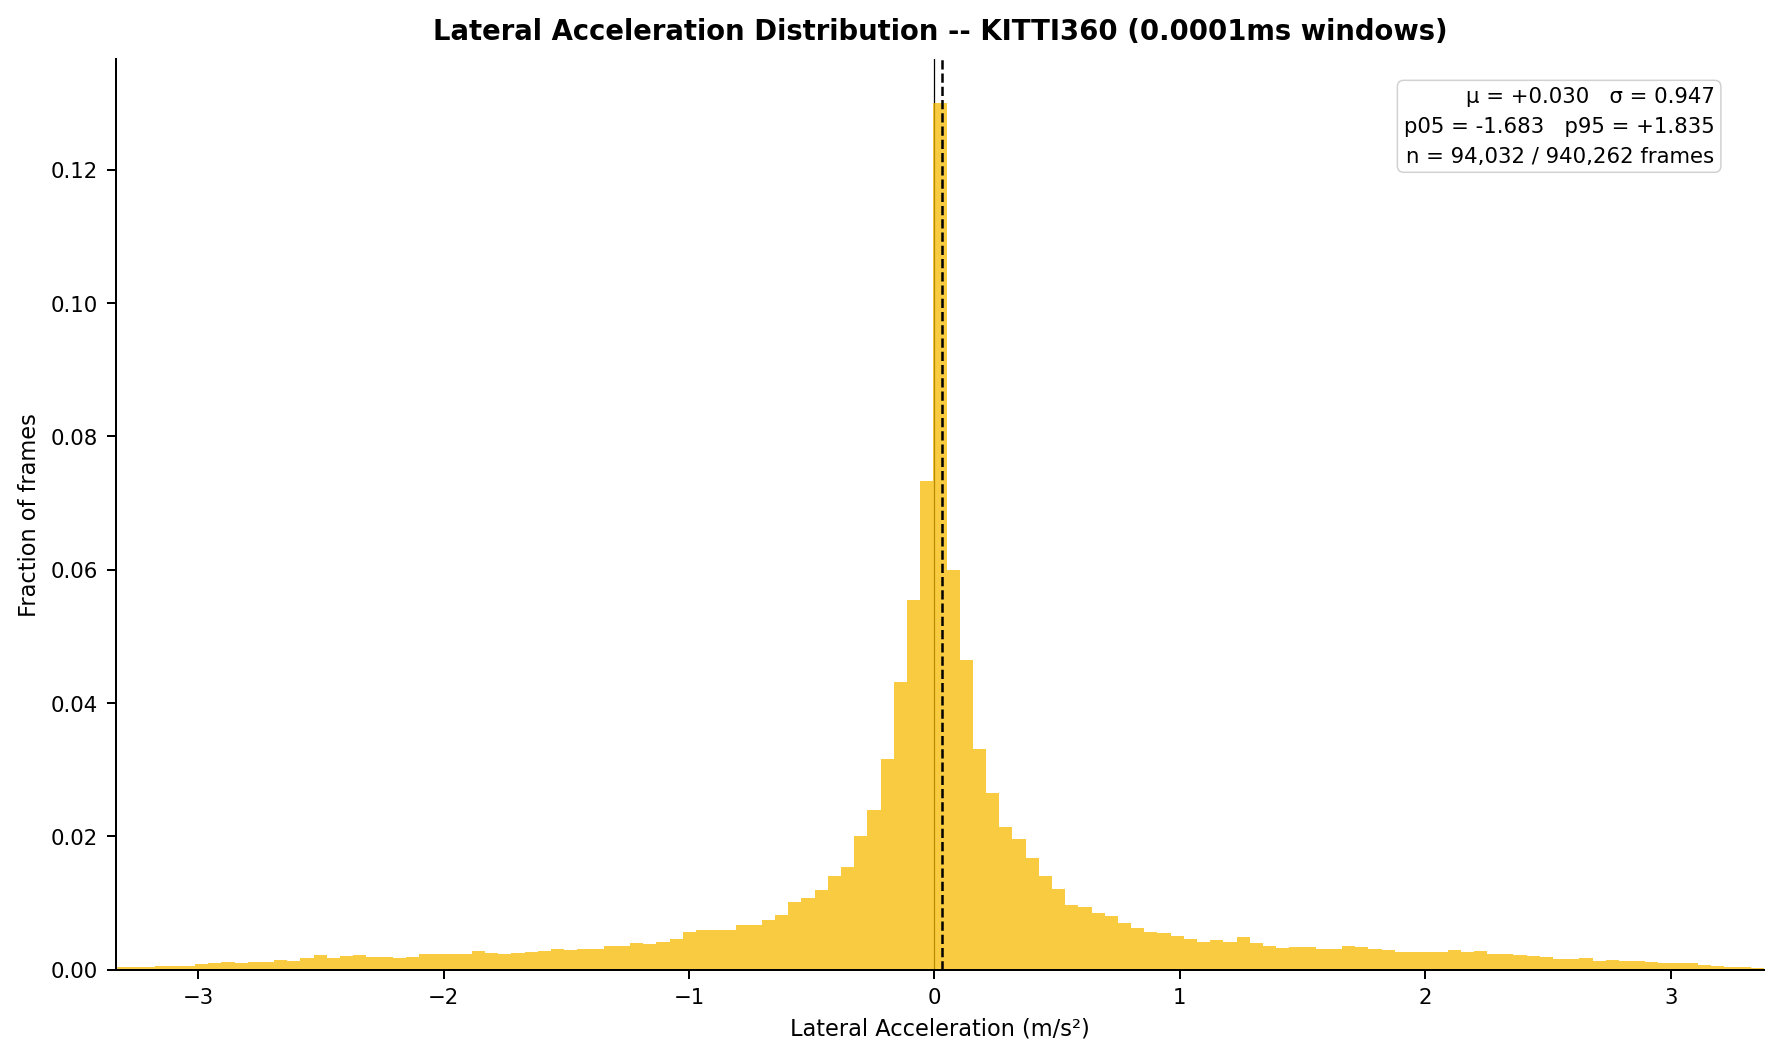 Lateral Acceleration Distribution -- KITTI360 (0.0001ms windows)
μ = +0.030   σ = 0.947
p05 = -1.683   p95 = +1.835
n = 94,032 / 940,262 frames
Fraction of frames
0.12
0.10
0.08
0.06
0.04
0.02
0.00
−3 −2 −1 0 1 2 3
Lateral Acceleration (m/s²)